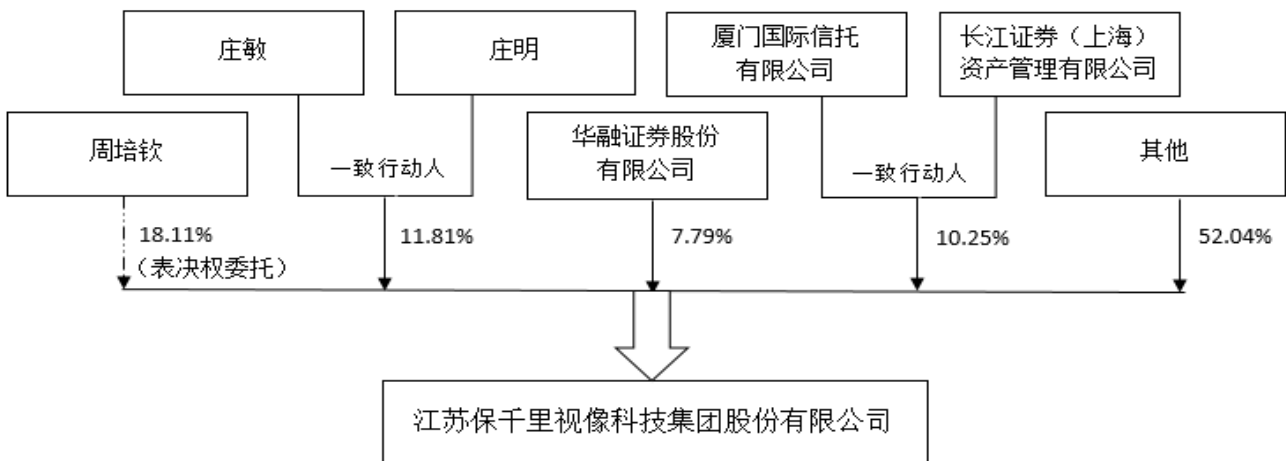 庄敏
庄明
厦门国际信托
有限公司
长江证券（上海）
资产管理有限公司
周培钦
一致行动人
华融证券股份
有限公司
一致行动人
其他
18.11%
（表决权委托）
11.81%
7.79%
10.25%
52.04%
江苏保千里视像科技集团股份有限公司